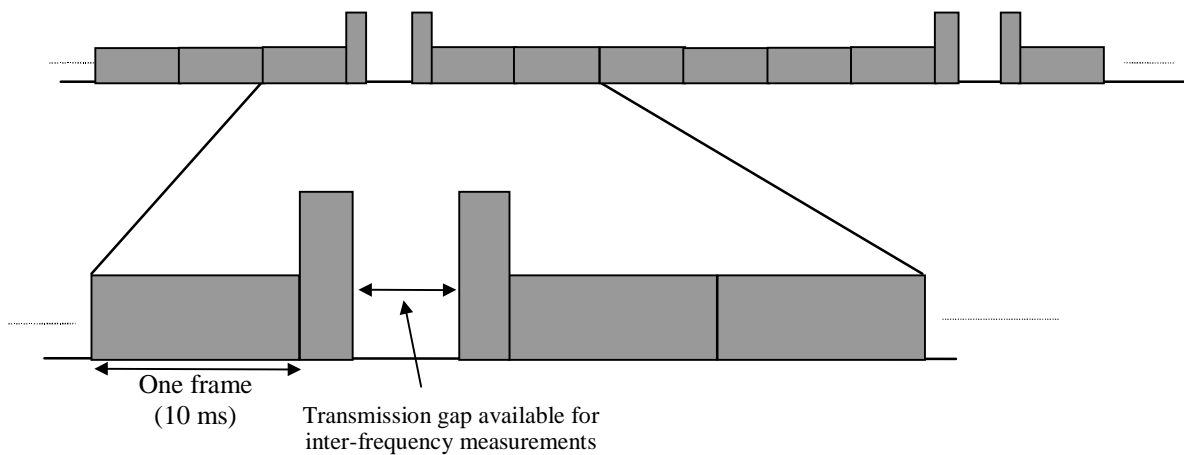 One frame
(10 ms)
Transmission gap available for
inter-frequency measurements